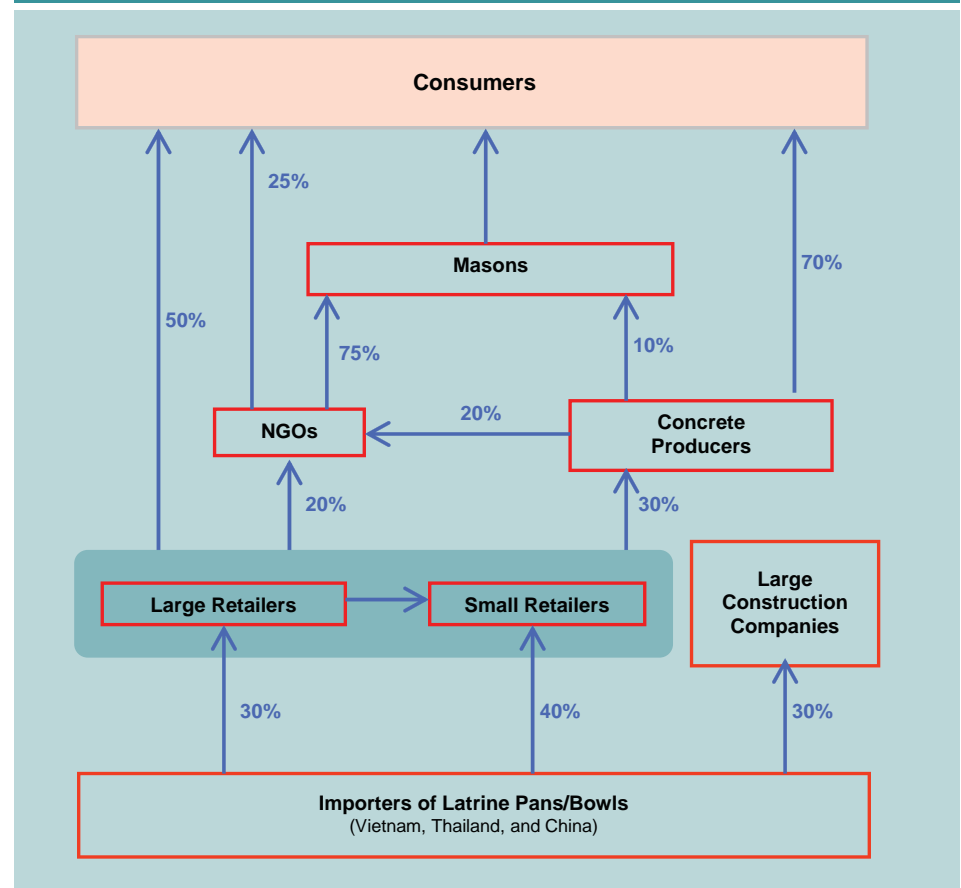 Consumers
25%
Masons
70%
50%
75%
10%
NGOs
20%
Concrete
Producers
20%
30%
Large Retailers
Small Retailers
Large
Construction
Companies
30%
40%
30%
Importers of Latrine Pans/Bowls
(Vietnam, Thailand, and China)